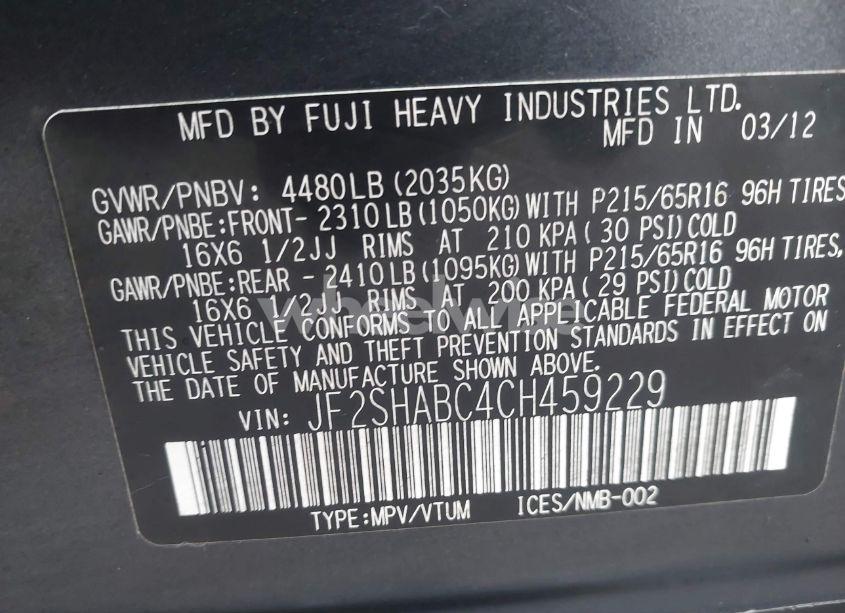 MFD BY FUJI HEAVY INDUSTRIES LTD.
MFD IN 03/12
GVWR/PNBV: 4480LB (2035KG)
GAWR/PNBE:FRONT- 2310LB (1050KG) WITH P215/65R16 96H TIRES
16X6 1/2JJ RIMS AT 210 KPA( 30 PSI) COLD
GAWR/PNBE:REAR - 2410LB (1095KG) WITH P215/65R16 96H TIRES,
16X6 1/2JJ RIMS AT 200 KPA( 29 PSI) COLD
THIS VEHICLE CONFORMS TO ALL APPLICABLE FEDERAL MOTOR
VEHICLE SAFETY AND THEFT PREVENTION STANDARDS IN EFFECT ON
THE DATE OF MANUFACTURE SHOWN ABOVE.
VIN: JF2SHABC4CH459229
TYPE:MPV/VTUM ICES/NMB-002